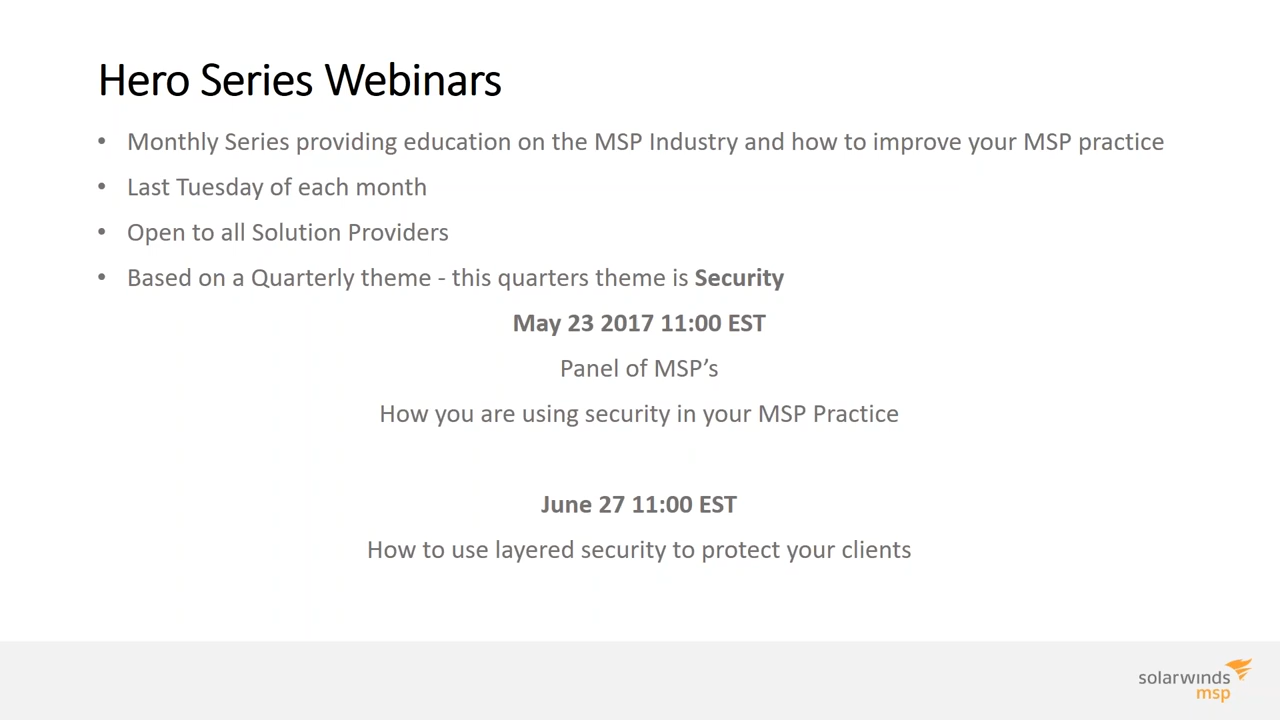 Hero Series Webinars
• Monthly Series providing education on the MSP Industry and how to improve your MSP practice
• Last Tuesday of each month
• Open to all Solution Providers
• Based on a Quarterly theme - this quarters theme is Security
May 23 2017 11:00 EST
Panel of MSP’s
How you are using security in your MSP Practice
June 27 11:00 EST
How to use layered security to protect your clients
solarwinds
msp